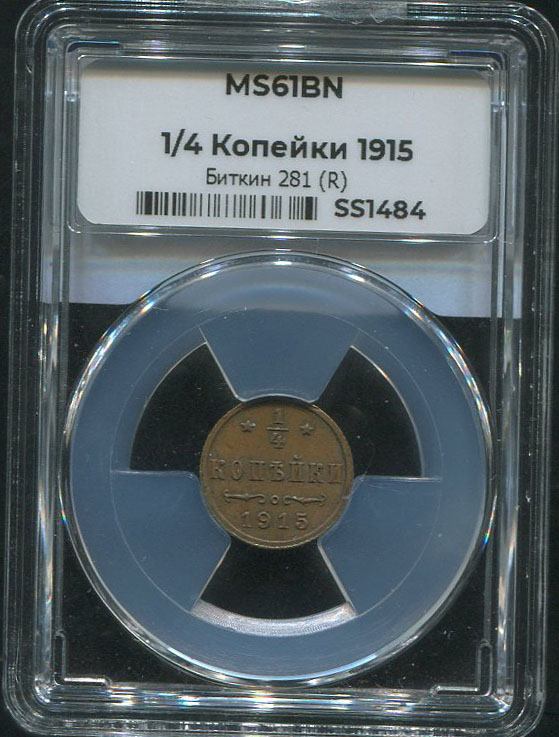 MS61BN
1/4 Копейки 1915
Биткин 281 (R)
SS1484
1/4
КОПѢЙКИ
1915